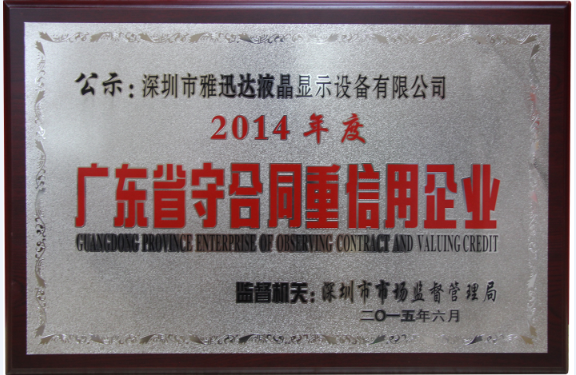 公示:深圳市雅迅达液晶显示设备有限公司
2014年度
广东省守合同重信用企业
GUANGDONG PROVINCE ENTERPRISE OF OBSERVING CONTRACT AND VALUING CREDIT
监督机关:深圳市市场监督管理局
二〇一五年六月